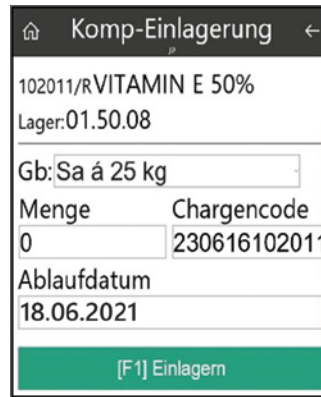 Komp-Einlagerung
102011/RVITAMIN E 50%
Lager:01.50.08
Gb: Sa á 25 kg
Menge Chargencode
0 230616102011
Ablaufdatum
18.06.2021
[F1] Einlagern